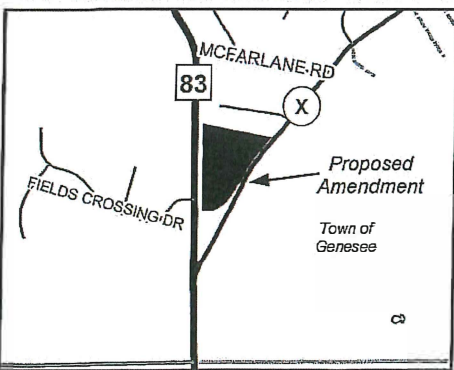 MCFARLANE RD
83
X
Proposed
Amendment
FIELDS CROSSING DR
Town of
Genesee